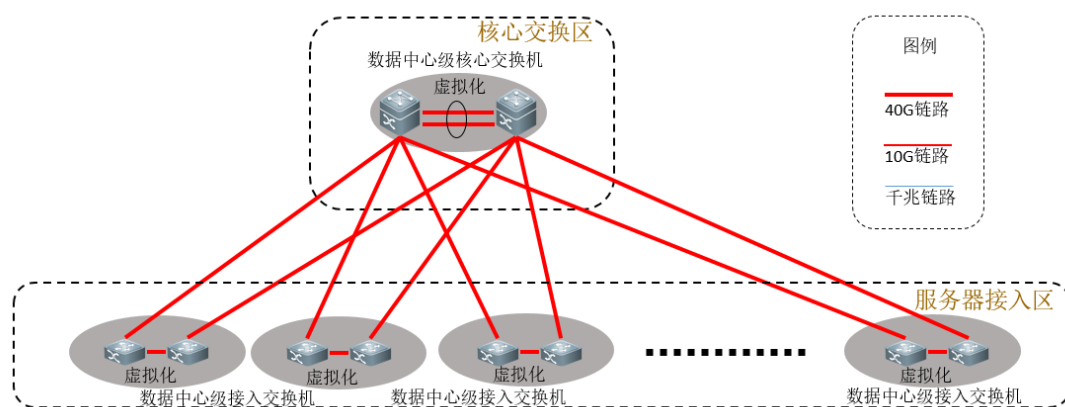 核心交换区
数据中心级核心交换机
虚拟化
图例
40G链路
10G链路
千兆链路
服务器接入区
虚拟化
虚拟化
虚拟化
虚拟化
数据中心级接入交换机
数据中心级接入交换机
数据中心级接入交换机